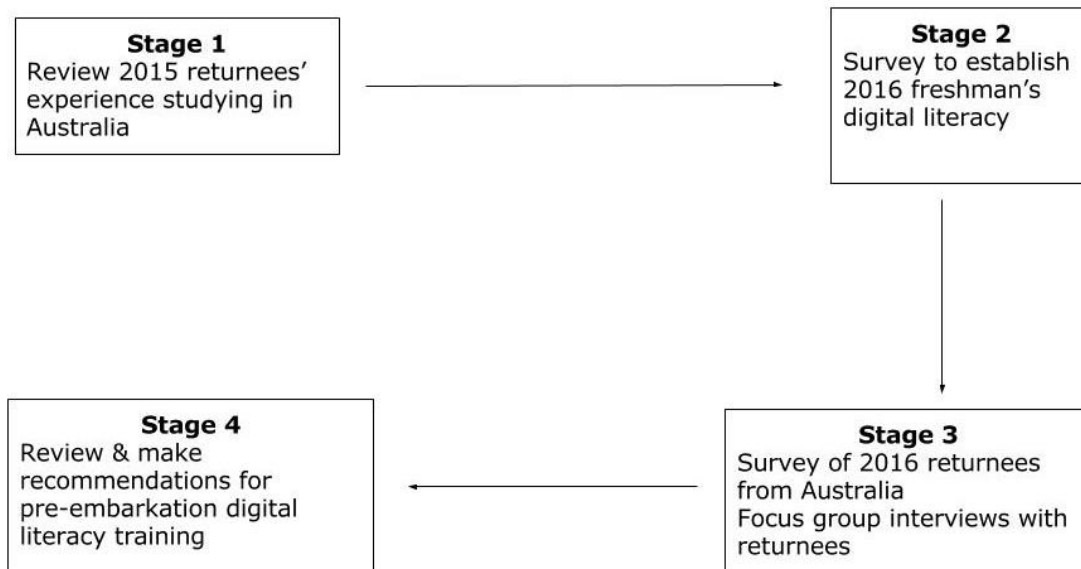 Stage 1
Review 2015 returnees’
experience studying in
Australia
Stage 2
Survey to establish
2016 freshman’s
digital literacy
Stage 3
Survey of 2016 returnees
from Australia
Focus group interviews with
returnees
Stage 4
Review & make
recommendations for
pre-embarkation digital
literacy training